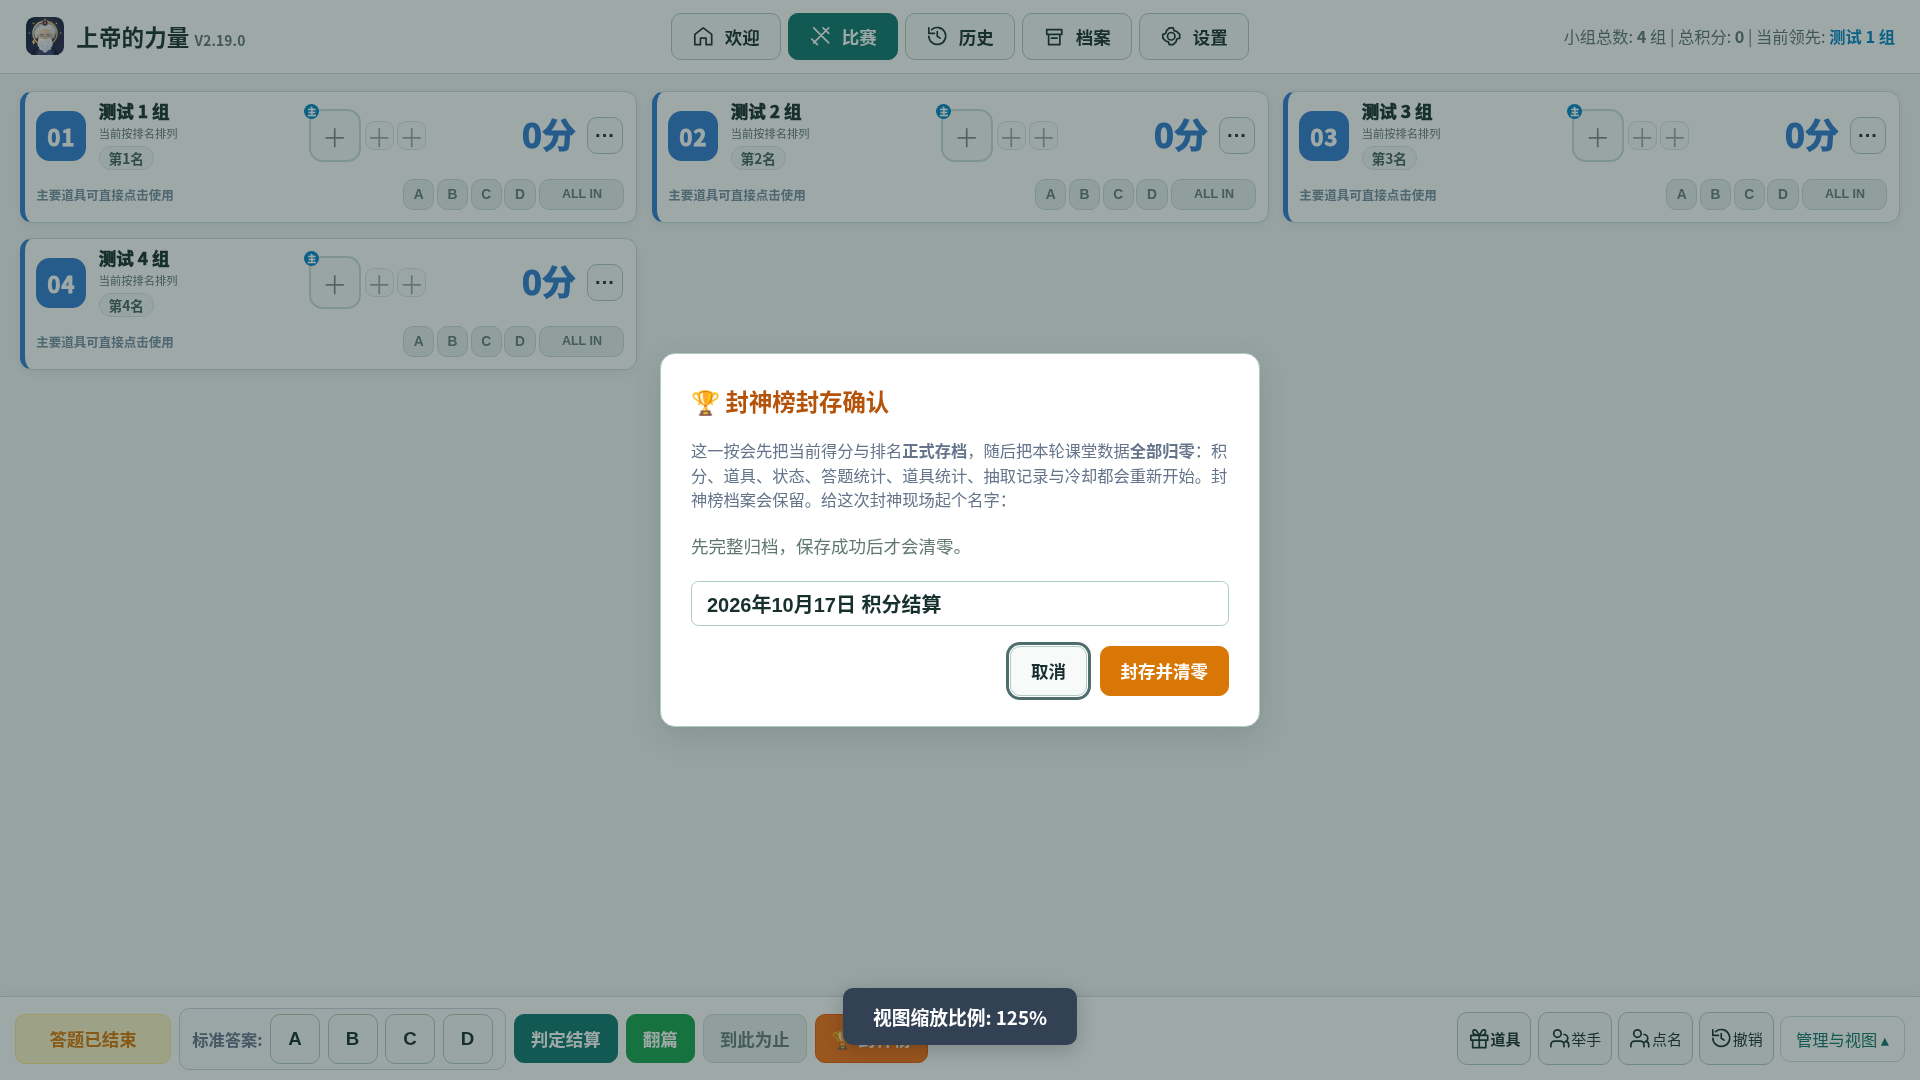 上帝的力量 V2.19.0
欢迎
比赛
历史
档案
设置
小组总数: 4 组 | 总积分: 0 | 当前领先: 测试 1 组
01
测试 1 组
当前按排名排列
第1名
主
0分
...
主要道具可直接点击使用
A B C D ALL IN
02
测试 2 组
当前按排名排列
第2名
主
0分
...
主要道具可直接点击使用
A B C D ALL IN
03
测试 3 组
当前按排名排列
第3名
主
0分
...
主要道具可直接点击使用
A B C D ALL IN
04
测试 4 组
当前按排名排列
第4名
主
0分
...
主要道具可直接点击使用
A B C D ALL IN
🏆 封神榜封存确认
这一按会先把当前得分与排名正式存档，随后把本轮课堂数据全部归零：积
分、道具、状态、答题统计、道具统计、抽取记录与冷却都会重新开始。封
神榜档案会保留。给这次封神现场起个名字：
先完整归档，保存成功后才会清零。
2026年10月17日 积分结算
取消
封存并清零
视图缩放比例: 125%
答题已结束
标准答案: A B C D
判定结算
翻篇
到此为止
道具
举手
点名
撤销
管理与视图 ▴